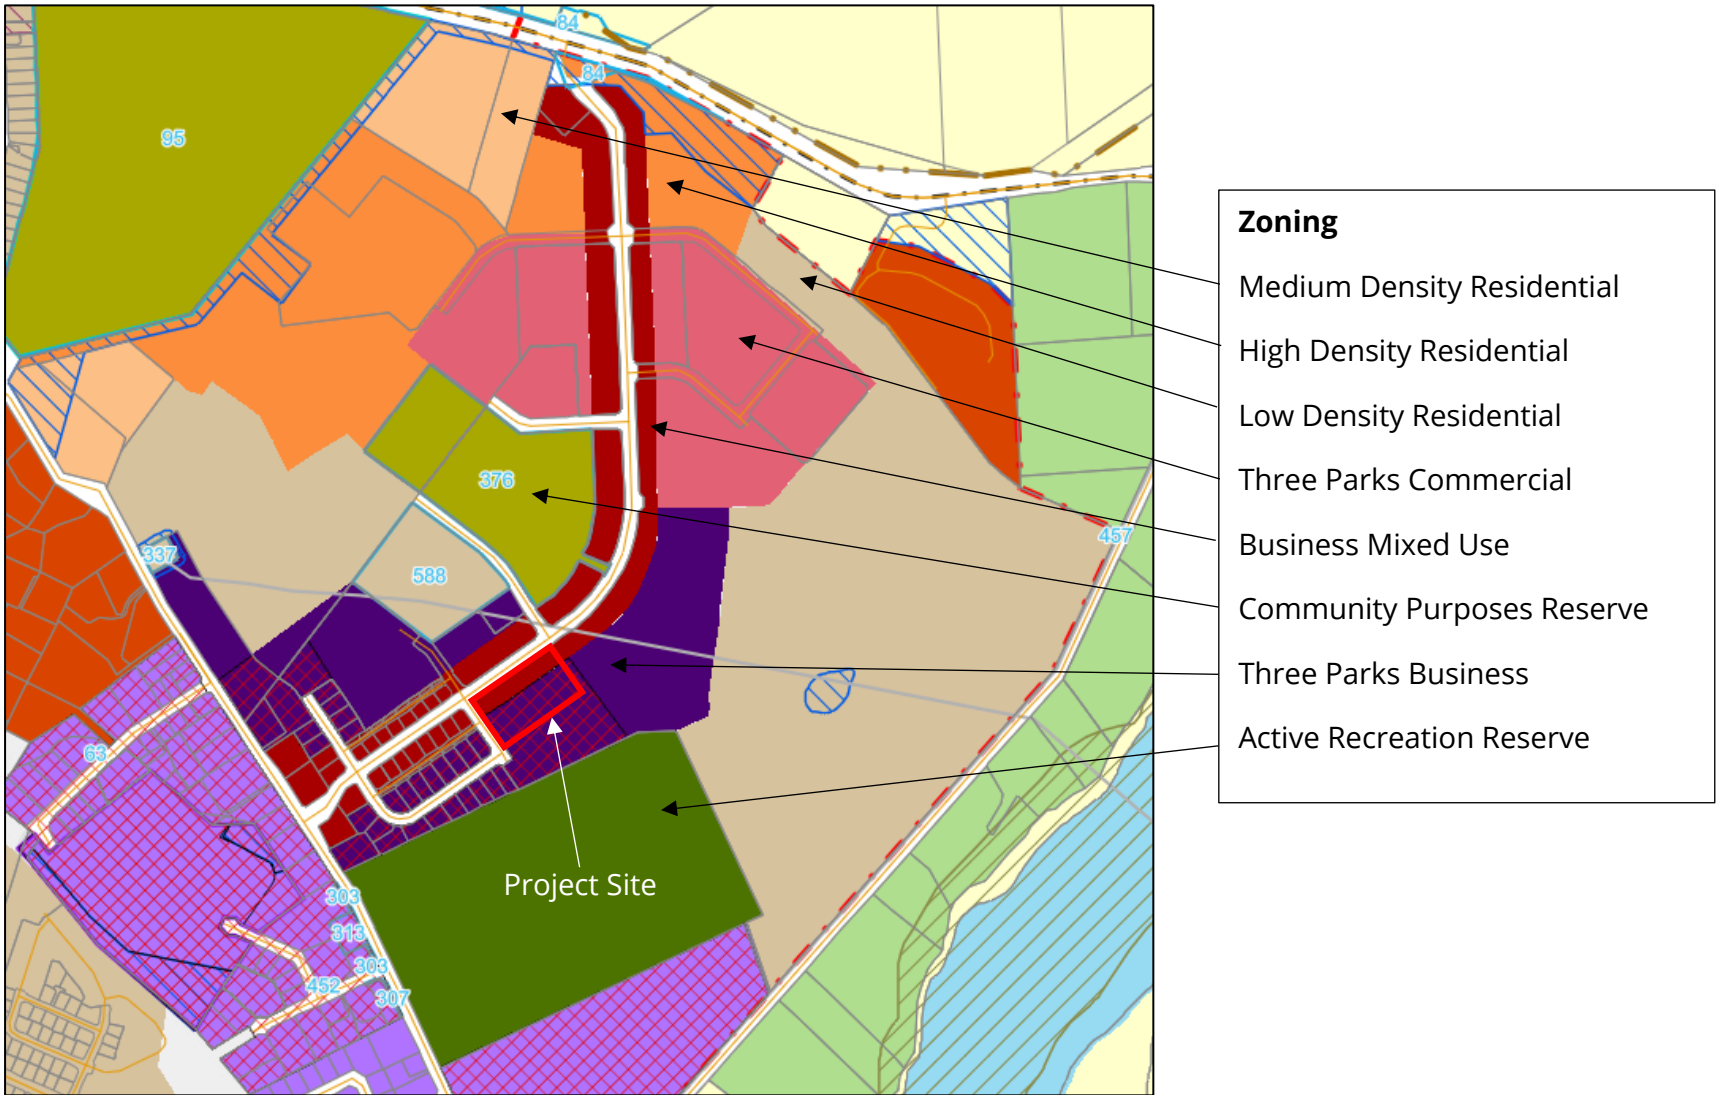 84
84
95
Zoning
Medium Density Residential
High Density Residential
Low Density Residential
Three Parks Commercial
376
457
Business Mixed Use
337
588
Community Purposes Reserve
Three Parks Business
63
Active Recreation Reserve
Project Site
303
313
303
452
307